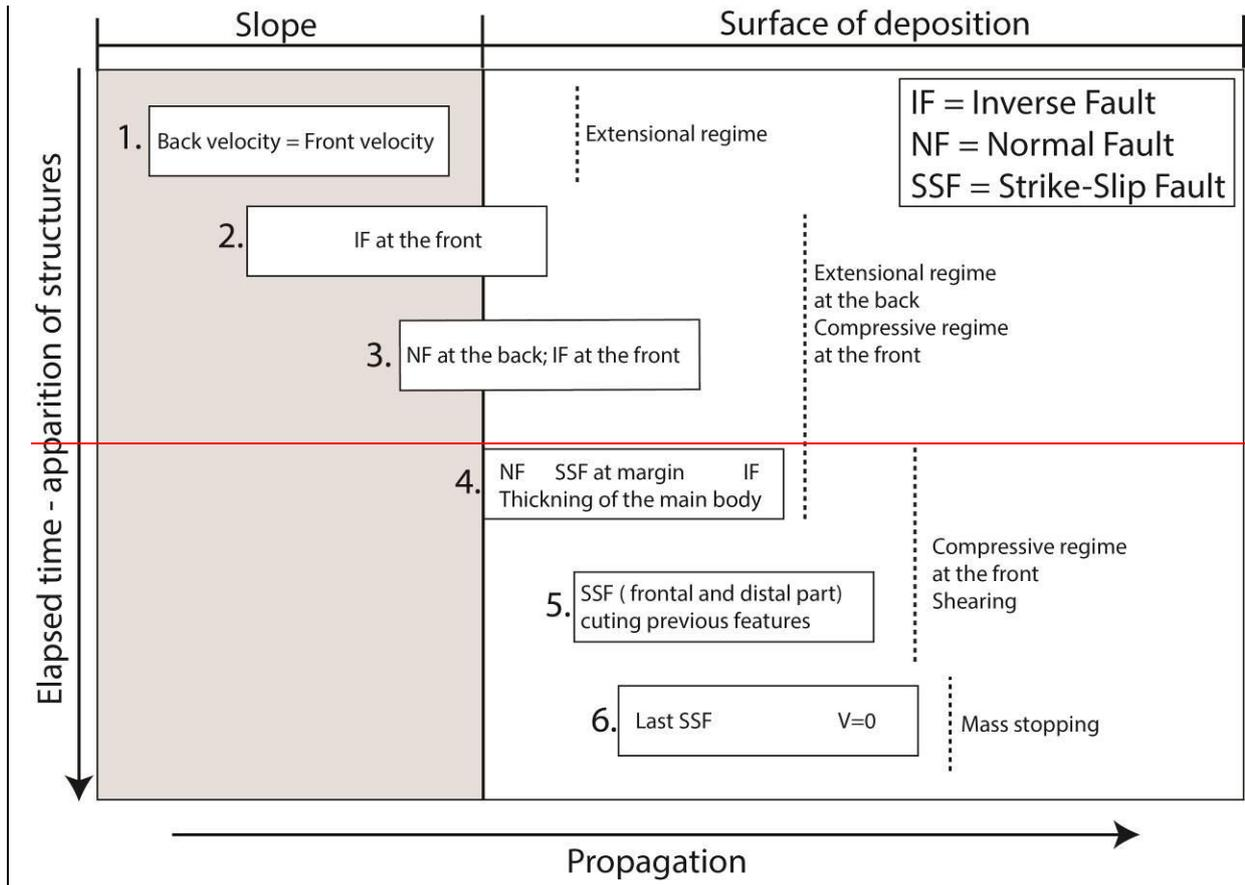 Slope
Surface of deposition
IF = Inverse Fault
NF = Normal Fault
SSF = Strike-Slip Fault
Elapsed time - apparition of structures
1.
Back velocity = Front velocity
Extensional regime
2.
IF at the front
Extensional regime
at the back
Compressive regime
at the front
3.
NF at the back; IF at the front
4.
NF SSF at margin IF
Thickning of the main body
Compressive regime
at the front
Shearing
5.
SSF ( frontal and distal part)
cuting previous features
6.
Last SSF V=0
Mass stopping
Propagation